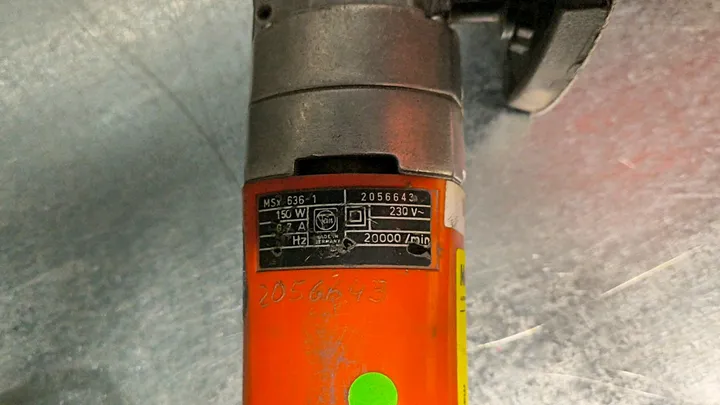 MSx 636-1 2056643
150 W 230 V~
A
Hz MADE IN GERMANY 20000 /min
2056643